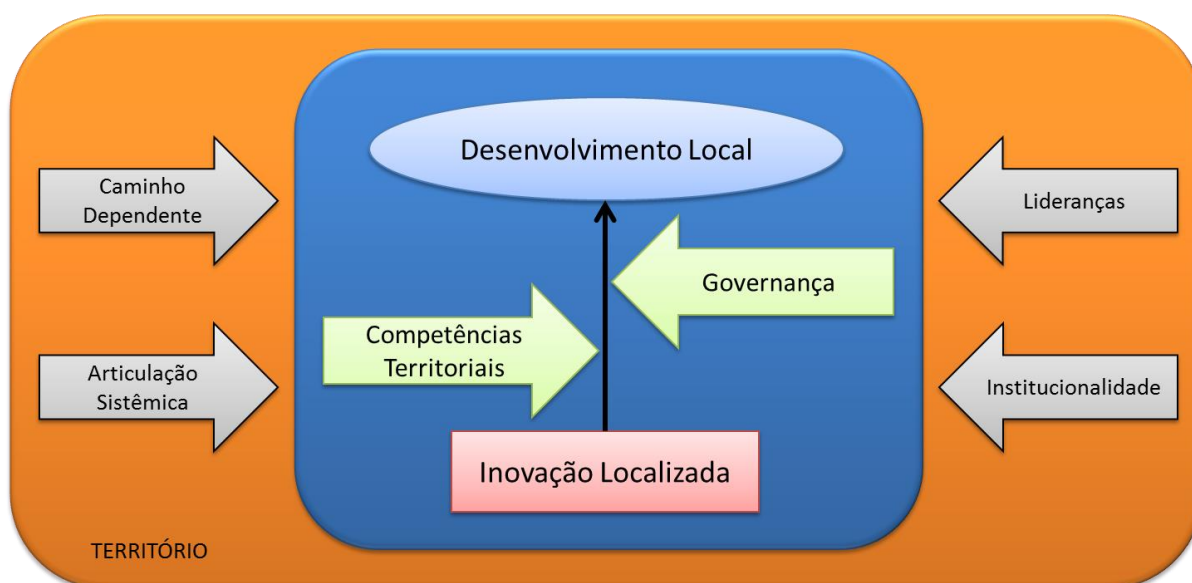 Desenvolvimento Local
Caminho
Dependente
Lideranças
Governança
Competências
Territoriais
Articulação
Sistêmica
Institucionalidade
Inovação Localizada
TERRITÓRIO